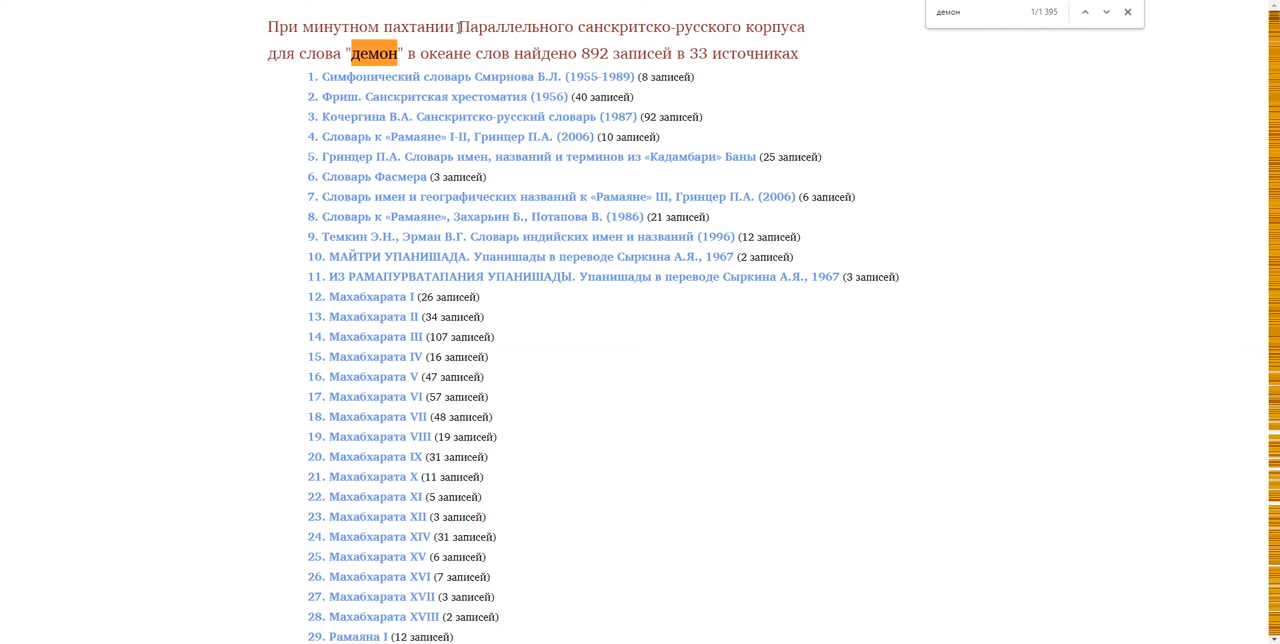 При минутном пахтании Параллельного санскритско-русского корпуса
для слова "демон" в океане слов найдено 892 записей в 33 источниках
демон 1/1 395
1. Симфонический словарь Смирнова Б.Л. (1955-1989) (8 записей)
2. Фриш. Санскритская хрестоматия (1956) (40 записей)
3. Кочергина В.А. Санскритско-русский словарь (1987) (92 записей)
4. Словарь к «Рамаяне» I-II, Гринцер П.А. (2006) (10 записей)
5. Гринцер П.А. Словарь имен, названий и терминов из «Кадамбари» Баны (25 записей)
6. Словарь Фасмера (3 записей)
7. Словарь имен и географических названий к «Рамаяне» III, Гринцер П.А. (2006) (6 записей)
8. Словарь к «Рамаяне», Захарьин Б., Потапова В. (1986) (21 записей)
9. Темкин Э.Н., Эрман В.Г. Словарь индийских имен и названий (1996) (12 записей)
10. МАЙТРИ УПАНИШАДА. Упанишады в переводе Сыркина А.Я., 1967 (2 записей)
11. ИЗ РАМАПУРВАТАПАНИЯ УПАНИШАДЫ. Упанишады в переводе Сыркина А.Я., 1967 (3 записей)
12. Махабхарата I (26 записей)
13. Махабхарата II (34 записей)
14. Махабхарата III (107 записей)
15. Махабхарата IV (16 записей)
16. Махабхарата V (47 записей)
17. Махабхарата VI (57 записей)
18. Махабхарата VII (48 записей)
19. Махабхарата VIII (19 записей)
20. Махабхарата IX (31 записей)
21. Махабхарата X (11 записей)
22. Махабхарата XI (5 записей)
23. Махабхарата XII (3 записей)
24. Махабхарата XIV (31 записей)
25. Махабхарата XV (6 записей)
26. Махабхарата XVI (7 записей)
27. Махабхарата XVII (3 записей)
28. Махабхарата XVIII (2 записей)
29. Рамаяна I (12 записей)